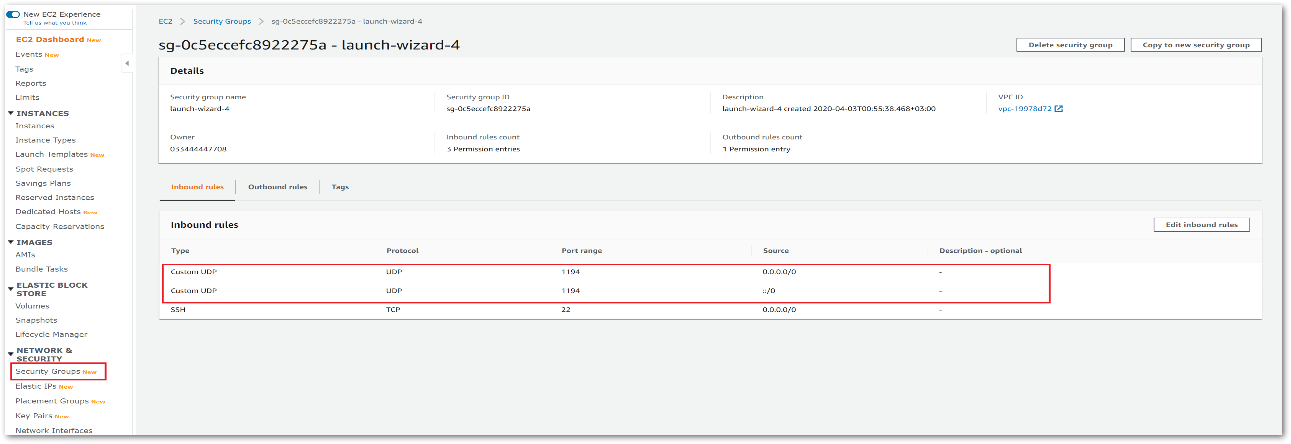 New EC2 Experience
Tell us what you think
EC2 Dashboard New
Events New
Tags
Reports
Limits
INSTANCES
Instances
Instance Types
Launch Templates New
Spot Requests
Savings Plans
Reserved Instances
Dedicated Hosts New
Capacity Reservations
IMAGES
AMIs
Bundle Tasks
ELASTIC BLOCK
STORE
Volumes
Snapshots
Lifecycle Manager
NETWORK &
SECURITY
Security Groups New
Elastic IPs New
Placement Groups New
Key Pairs New
Network Interfaces
EC2 > Security Groups > sg-0c5eccefc8922275a - launch-wizard-4
sg-0c5eccefc8922275a - launch-wizard-4
Delete security group Copy to new security group
Details
Security group name Security group ID Description VPC ID
launch-wizard-4 sg-0c5eccefc8922275a launch-wizard-4 created 2020-04-03T00:55:38.468+03:00 vpc-19978d72
Owner Inbound rules count Outbound rules count
033444447708 3 Permission entries 1 Permission entry
Inbound rules Outbound rules Tags
Inbound rules Edit inbound rules
Type Protocol Port range Source Description - optional
Custom UDP UDP 1194 0.0.0.0/0 -
Custom UDP UDP 1194 ::/0 -
SSH TCP 22 0.0.0.0/0 -